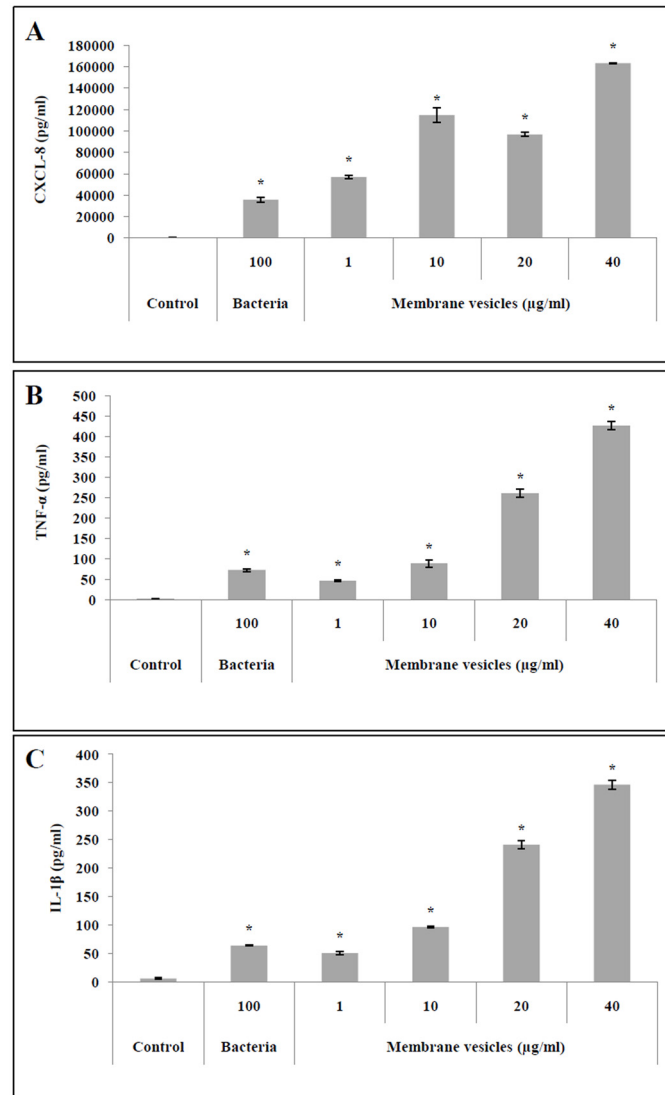 A
CXCL-8 (pg/ml)
180000
160000
140000
120000
100000
80000
60000
40000
20000
0
* * * * *
100 1 10 20 40
Control Bacteria Membrane vesicles (µg/ml)
B
TNF-α (pg/ml)
500
450
400
350
300
250
200
150
100
50
0
* * * * *
100 1 10 20 40
Control Bacteria Membrane vesicles (µg/ml)
C
IL-1β (pg/ml)
400
350
300
250
200
150
100
50
0
* * * * *
100 1 10 20 40
Control Bacteria Membrane vesicles (µg/ml)